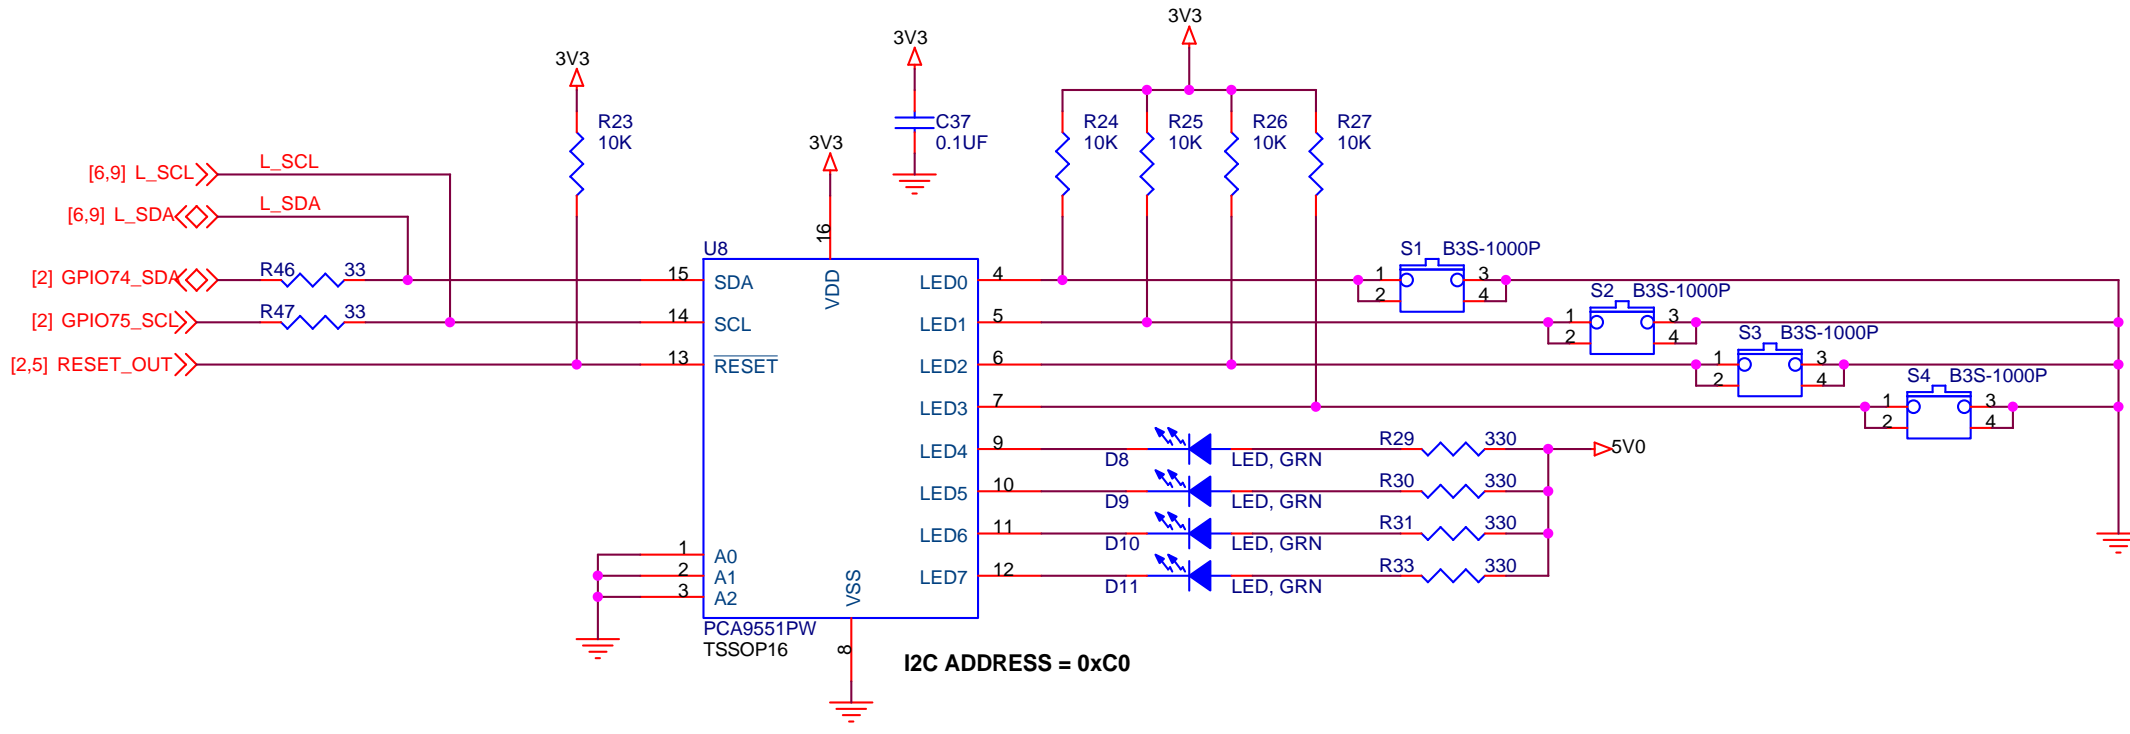 3V3
3V3
3V3
3V3
R23
10K
C37
0.1UF
R24
10K
R25
10K
R26
10K
R27
10K
[6,9] L_SCL
L_SCL
[6,9] L_SDA
L_SDA
[2] GPIO74_SDA
R46
33
[2] GPIO75_SCL
R47
33
[2,5] RESET_OUT
U8
16
VDD
15
SDA
14
SCL
13
RESET
1
A0
2
A1
3
A2
VSS
8
LED0
4
LED1
5
LED2
6
LED3
7
LED4
9
LED5
10
LED6
11
LED7
12
PCA9551PW
TSSOP16
I2C ADDRESS = 0xC0
S1 B3S-1000P
1
2
3
4
S2 B3S-1000P
1
2
3
4
S3 B3S-1000P
1
2
3
4
S4 B3S-1000P
1
2
3
4
D8
LED, GRN
R29
330
5V0
D9
LED, GRN
R30
330
D10
LED, GRN
R31
330
D11
LED, GRN
R33
330